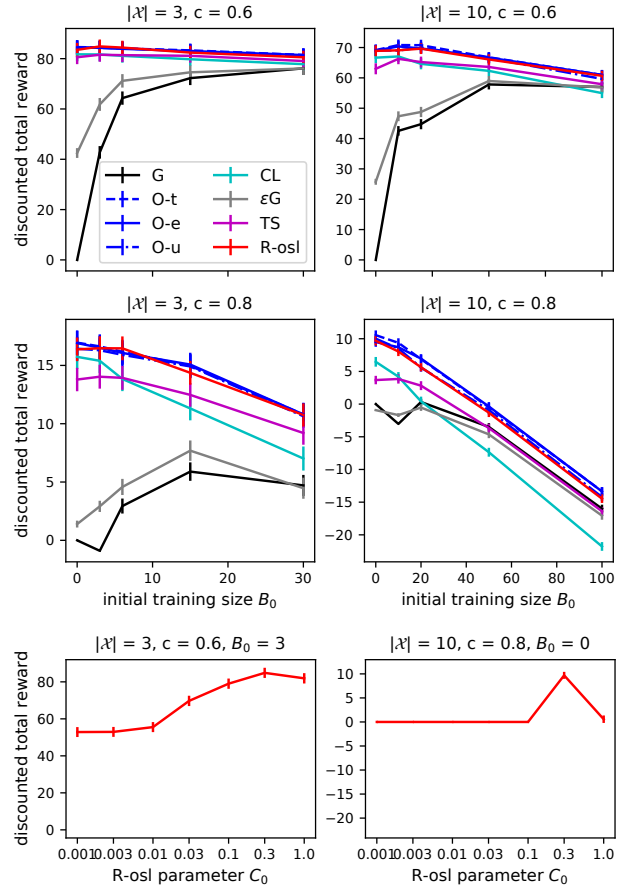 |𝒳| = 3, c = 0.6
discounted total reward
80
60
40
20
0
G
O-t
O-e
O-u
CL
εG
TS
R-osl
|𝒳| = 10, c = 0.6
70
60
50
40
30
20
10
0
|𝒳| = 3, c = 0.8
discounted total reward
15
10
5
0
0 10 20 30
initial training size B₀
|𝒳| = 10, c = 0.8
10
5
0
−5
−10
−15
−20
0 20 40 60 80 100
initial training size B₀
|𝒳| = 3, c = 0.6, B₀ = 3
discounted total reward
80
60
40
20
0
0.001 0.003 0.01 0.03 0.1 0.3 1.0
R-osl parameter C₀
|𝒳| = 10, c = 0.8, B₀ = 0
10
5
0
−5
−10
−15
−20
0.001 0.003 0.01 0.03 0.1 0.3 1.0
R-osl parameter C₀